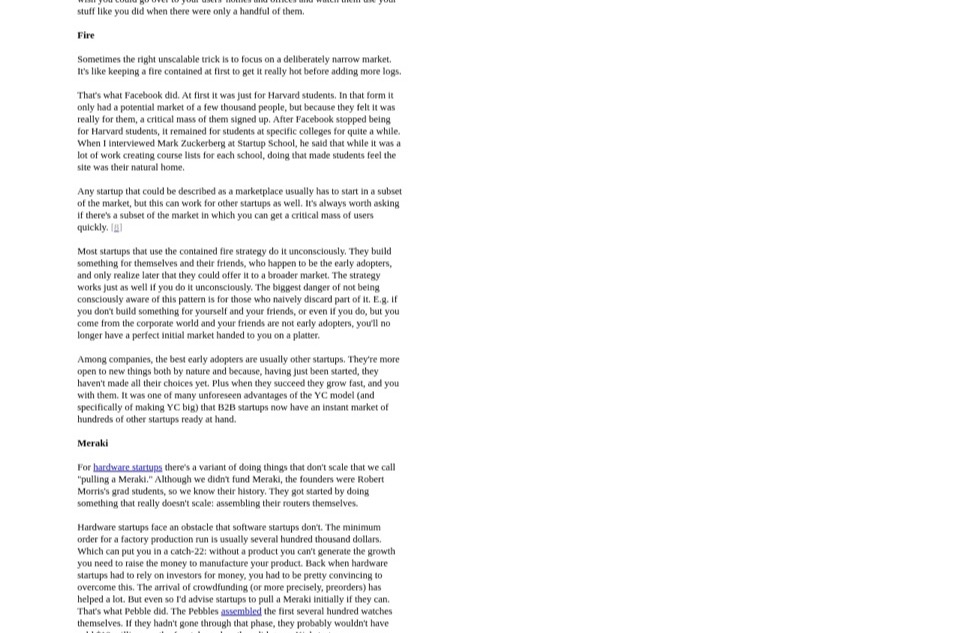 stuff like you did when there were only a handful of them.
Fire
Sometimes the right unscalable trick is to focus on a deliberately narrow market.
It's like keeping a fire contained at first to get it really hot before adding more logs.
That's what Facebook did. At first it was just for Harvard students. In that form it
only had a potential market of a few thousand people, but because they felt it was
really for them, a critical mass of them signed up. After Facebook stopped being
for Harvard students, it remained for students at specific colleges for quite a while.
When I interviewed Mark Zuckerberg at Startup School, he said that while it was a
lot of work creating course lists for each school, doing that made students feel the
site was their natural home.
Any startup that could be described as a marketplace usually has to start in a subset
of the market, but this can work for other startups as well. It's always worth asking
if there's a subset of the market in which you can get a critical mass of users
quickly. [8]
Most startups that use the contained fire strategy do it unconsciously. They build
something for themselves and their friends, who happen to be the early adopters,
and only realize later that they could offer it to a broader market. The strategy
works just as well if you do it unconsciously. The biggest danger of not being
consciously aware of this pattern is for those who naively discard part of it. E.g. if
you don't build something for yourself and your friends, or even if you do, but you
come from the corporate world and your friends are not early adopters, you'll no
longer have a perfect initial market handed to you on a platter.
Among companies, the best early adopters are usually other startups. They're more
open to new things both by nature and because, having just been started, they
haven't made all their choices yet. Plus when they succeed they grow fast, and you
with them. It was one of many unforeseen advantages of the YC model (and
specifically of making YC big) that B2B startups now have an instant market of
hundreds of other startups ready at hand.
Meraki
For hardware startups there's a variant of doing things that don't scale that we call
"pulling a Meraki." Although we didn't fund Meraki, the founders were Robert
Morris's grad students, so we know their history. They got started by doing
something that really doesn't scale: assembling their routers themselves.
Hardware startups face an obstacle that software startups don't. The minimum
order for a factory production run is usually several hundred thousand dollars.
Which can put you in a catch-22: without a product you can't generate the growth
you need to raise the money to manufacture your product. Back when hardware
startups had to rely on investors for money, you had to be pretty convincing to
overcome this. The arrival of crowdfunding (or more precisely, preorders) has
helped a lot. But even so I'd advise startups to pull a Meraki initially if they can.
That's what Pebble did. The Pebbles assembled the first several hundred watches
themselves. If they hadn't gone through that phase, they probably wouldn't have